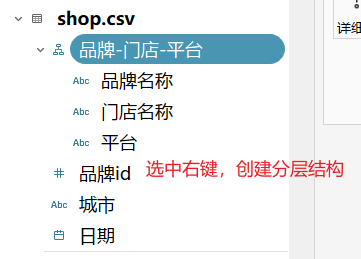 shop.csv
品牌-门店-平台
Abc 品牌名称
Abc 门店名称
Abc 平台
# 品牌id 选中右键，创建分层结构
Abc 城市
日期
详细